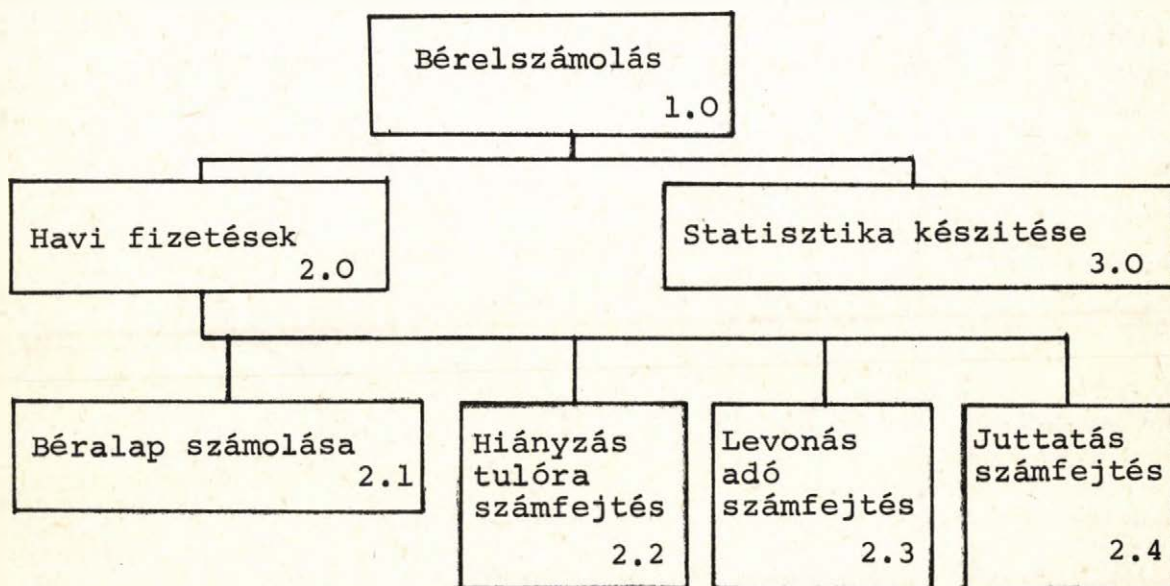 Bérelszámolás
1.0
Havi fizetések
2.0
Statisztika készitése
3.0
Béralap számolása
2.1
Hiányzás
tulóra
számfejtés
2.2
Levonás
adó
számfejtés
2.3
Juttatás
számfejtés
2.4